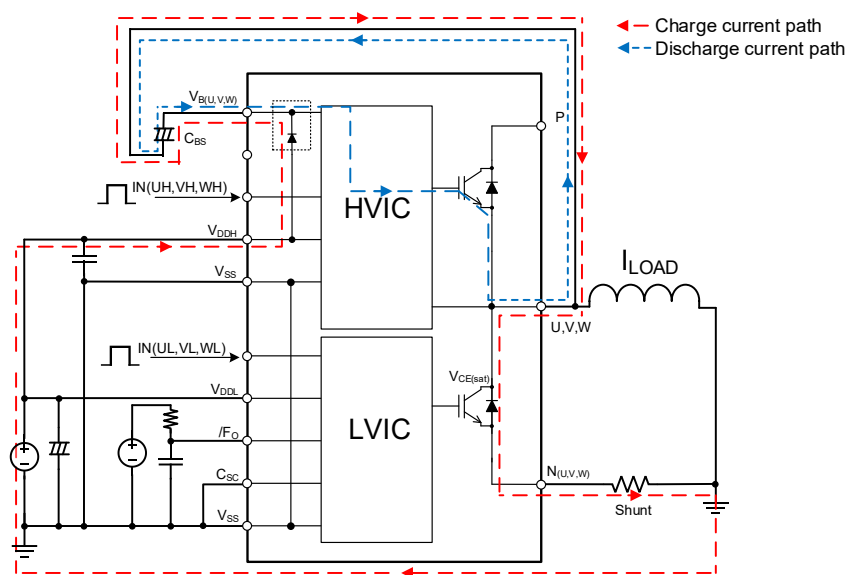 Charge current path
Discharge current path
VB(U,V,W)
CBS
P
IN(UH,VH,WH)
HVIC
VDDH
VSS
ILOAD
U,V,W
IN(UL,VL,WL)
VCE(sat)
VDDL
LVIC
/FO
CSC
N(U,V,W)
VSS
Shunt